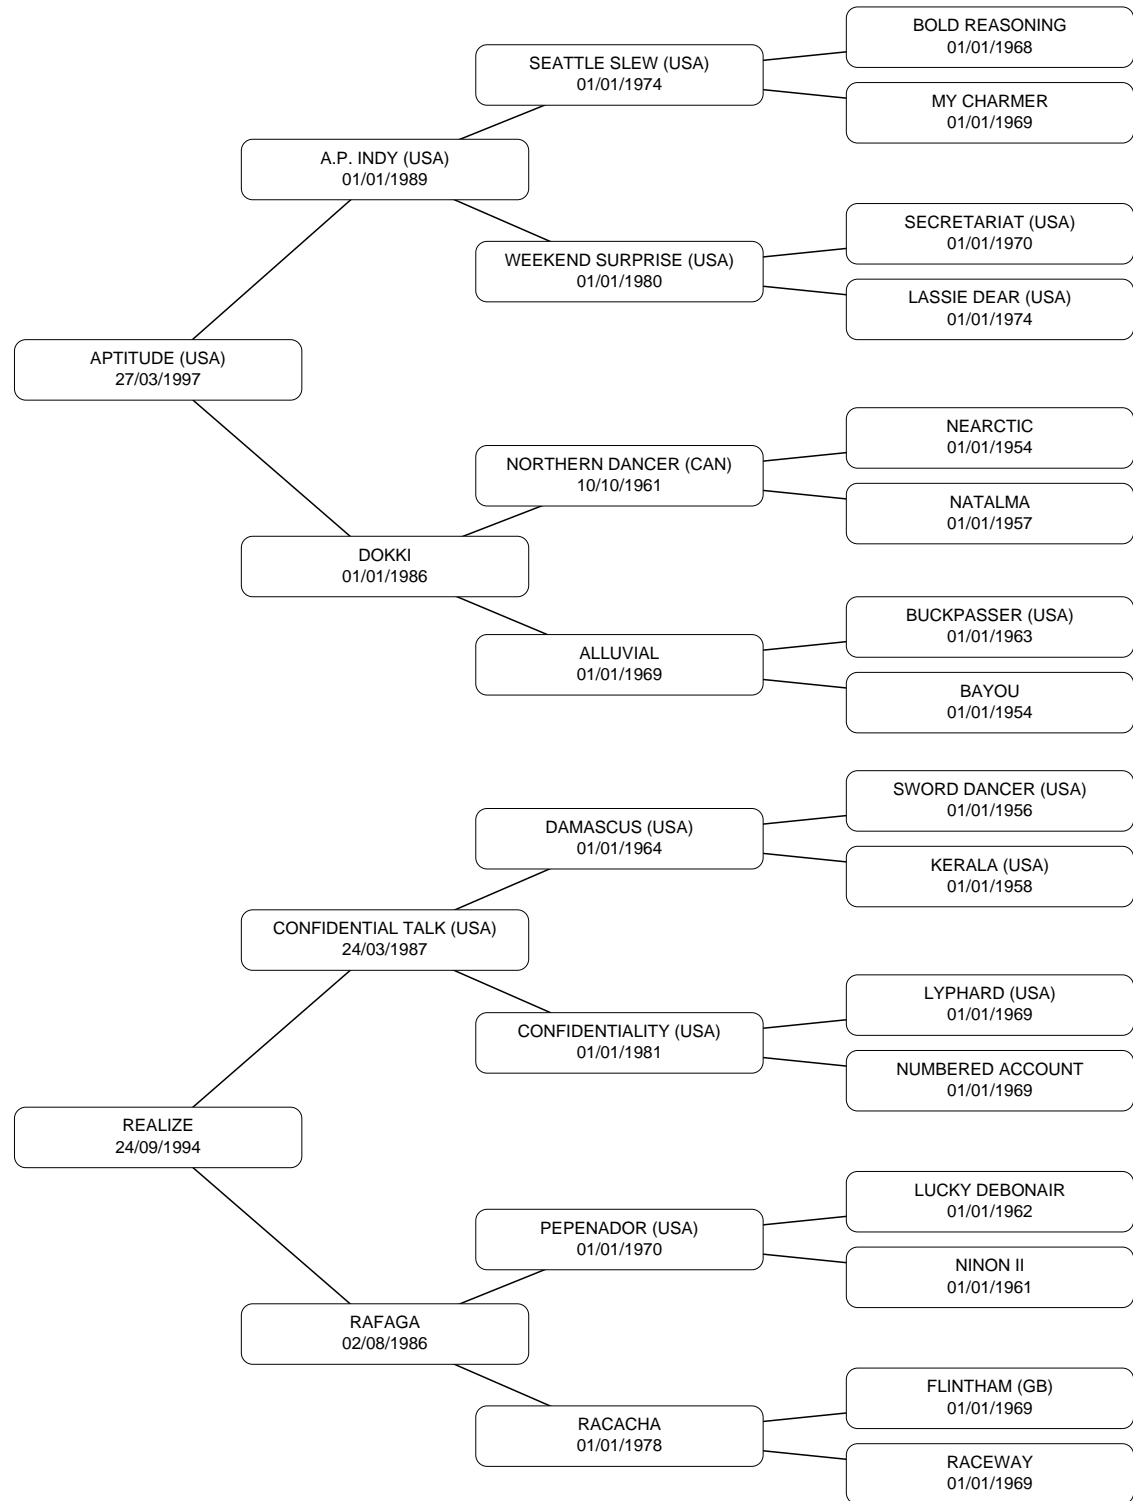 BOLD REASONING
01/01/1968
SEATTLE SLEW (USA)
01/01/1974
MY CHARMER
01/01/1969
A.P. INDY (USA)
01/01/1989
SECRETARIAT (USA)
01/01/1970
WEEKEND SURPRISE (USA)
01/01/1980
LASSIE DEAR (USA)
01/01/1974
APTITUDE (USA)
27/03/1997
NEARCTIC
01/01/1954
NORTHERN DANCER (CAN)
10/10/1961
NATALMA
01/01/1957
DOKKI
01/01/1986
BUCKPASSER (USA)
01/01/1963
ALLUVIAL
01/01/1969
BAYOU
01/01/1954
SWORD DANCER (USA)
01/01/1956
DAMASCUS (USA)
01/01/1964
KERALA (USA)
01/01/1958
CONFIDENTIAL TALK (USA)
24/03/1987
LYPHARD (USA)
01/01/1969
CONFIDENTIALITY (USA)
01/01/1981
NUMBERED ACCOUNT
01/01/1969
REALIZE
24/09/1994
LUCKY DEBONAIR
01/01/1962
PEPENADOR (USA)
01/01/1970
NINON II
01/01/1961
RAFAGA
02/08/1986
FLINTHAM (GB)
01/01/1969
RACACHA
01/01/1978
RACEWAY
01/01/1969